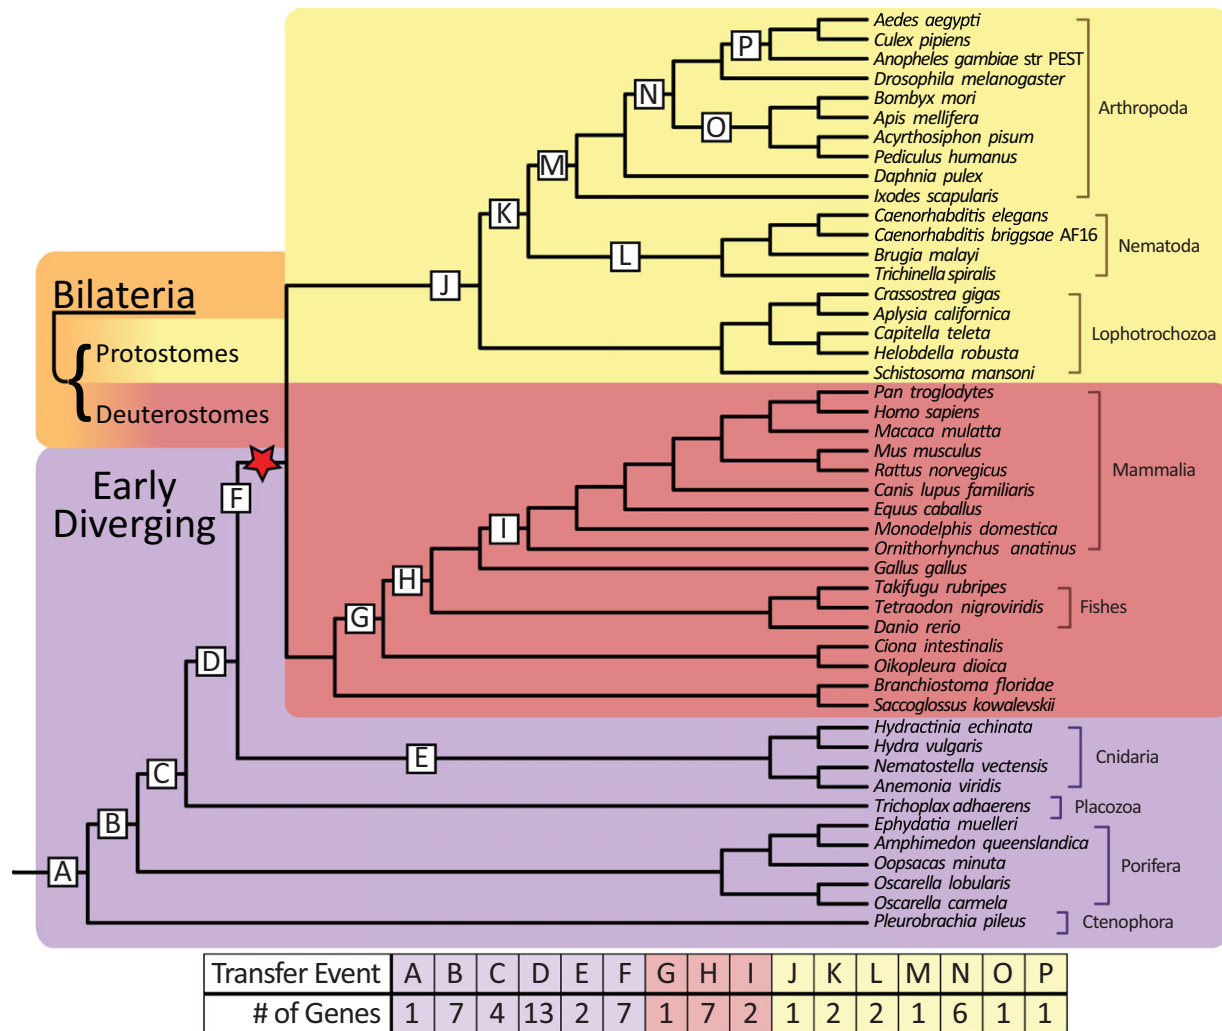 Aedes aegypti
Culex pipiens
P
Anopheles gambiae str PEST
Drosophila melanogaster
N
Bombyx mori
Arthropoda
Apis mellifera
O
Acyrthosiphon pisum
Pediculus humanus
M
Daphnia pulex
Ixodes scapularis
K
Caenorhabditis elegans
Caenorhabditis briggsae AF16
Nematoda
L
Brugia malayi
Trichinella spiralis
J
Bilateria
Crassostrea gigas
Aplysia californica
Capitella teleta
Lophotrochozoa
Protostomes
Helobdella robusta
Schistosoma mansoni
Deuterostomes
Pan troglodytes
Homo sapiens
Macaca mulatta
Mus musculus
Rattus norvegicus
Mammalia
Early
Diverging
F
Canis lupus familiaris
Equus caballus
I
Monodelphis domestica
Ornithorhynchus anatinus
Gallus gallus
H
Takifugu rubripes
Tetraodon nigroviridis
Fishes
G
Danio rerio
Ciona intestinalis
D
Oikopleura dioica
Branchiostoma floridae
Saccoglossus kowalevskii
Hydractinia echinata
Hydra vulgaris
E
Cnidaria
C
Nematostella vectensis
Anemonia viridis
Trichoplax adhaerens
Placozoa
B
Ephydatia muelleri
Amphimedon queenslandica
A
Oopsacas minuta
Porifera
Oscarella lobularis
Oscarella carmela
Pleurobrachia pileus
Ctenophora
Transfer Event A B C D E F G H I J K L M N O P
# of Genes 1 7 4 13 2 7 1 7 2 1 2 2 1 6 1 1